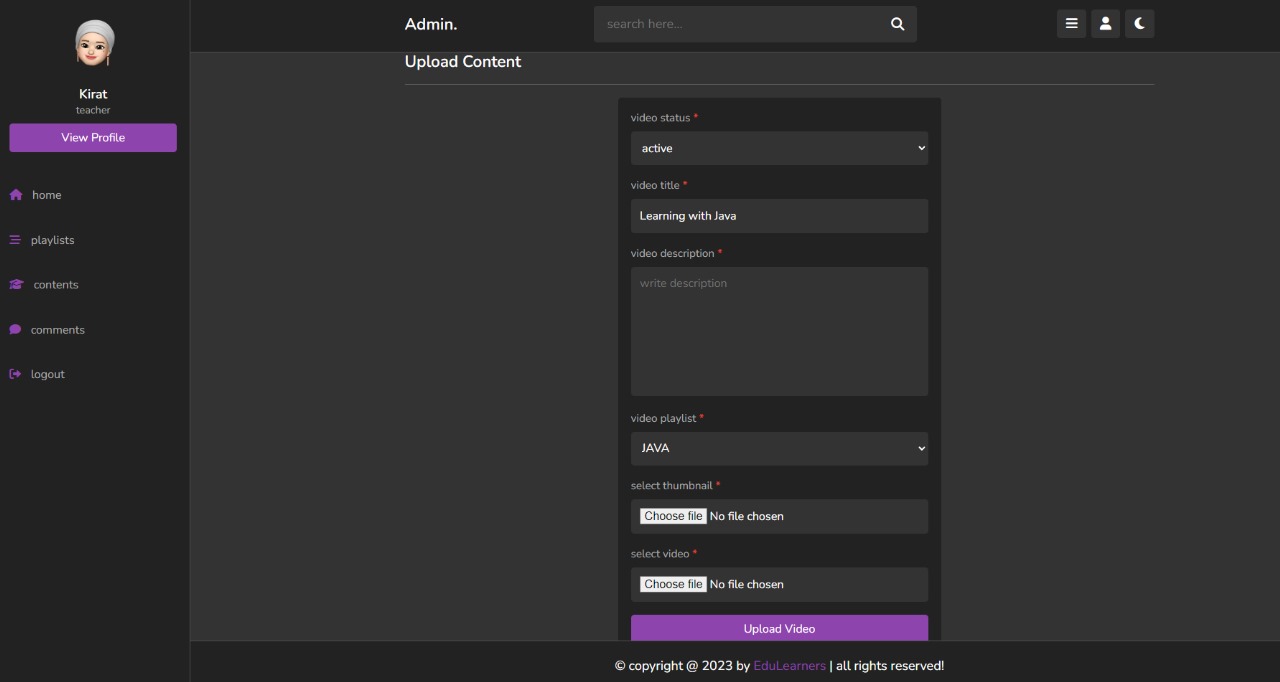 Kirat
teacher
View Profile
home
playlists
contents
comments
logout
Admin.
search here...
Upload Content
video status *
active
video title *
Learning with Java
video description *
write description
video playlist *
JAVA
select thumbnail *
Choose file No file chosen
select video *
Choose file No file chosen
Upload Video
© copyright @ 2023 by EduLearners | all rights reserved!